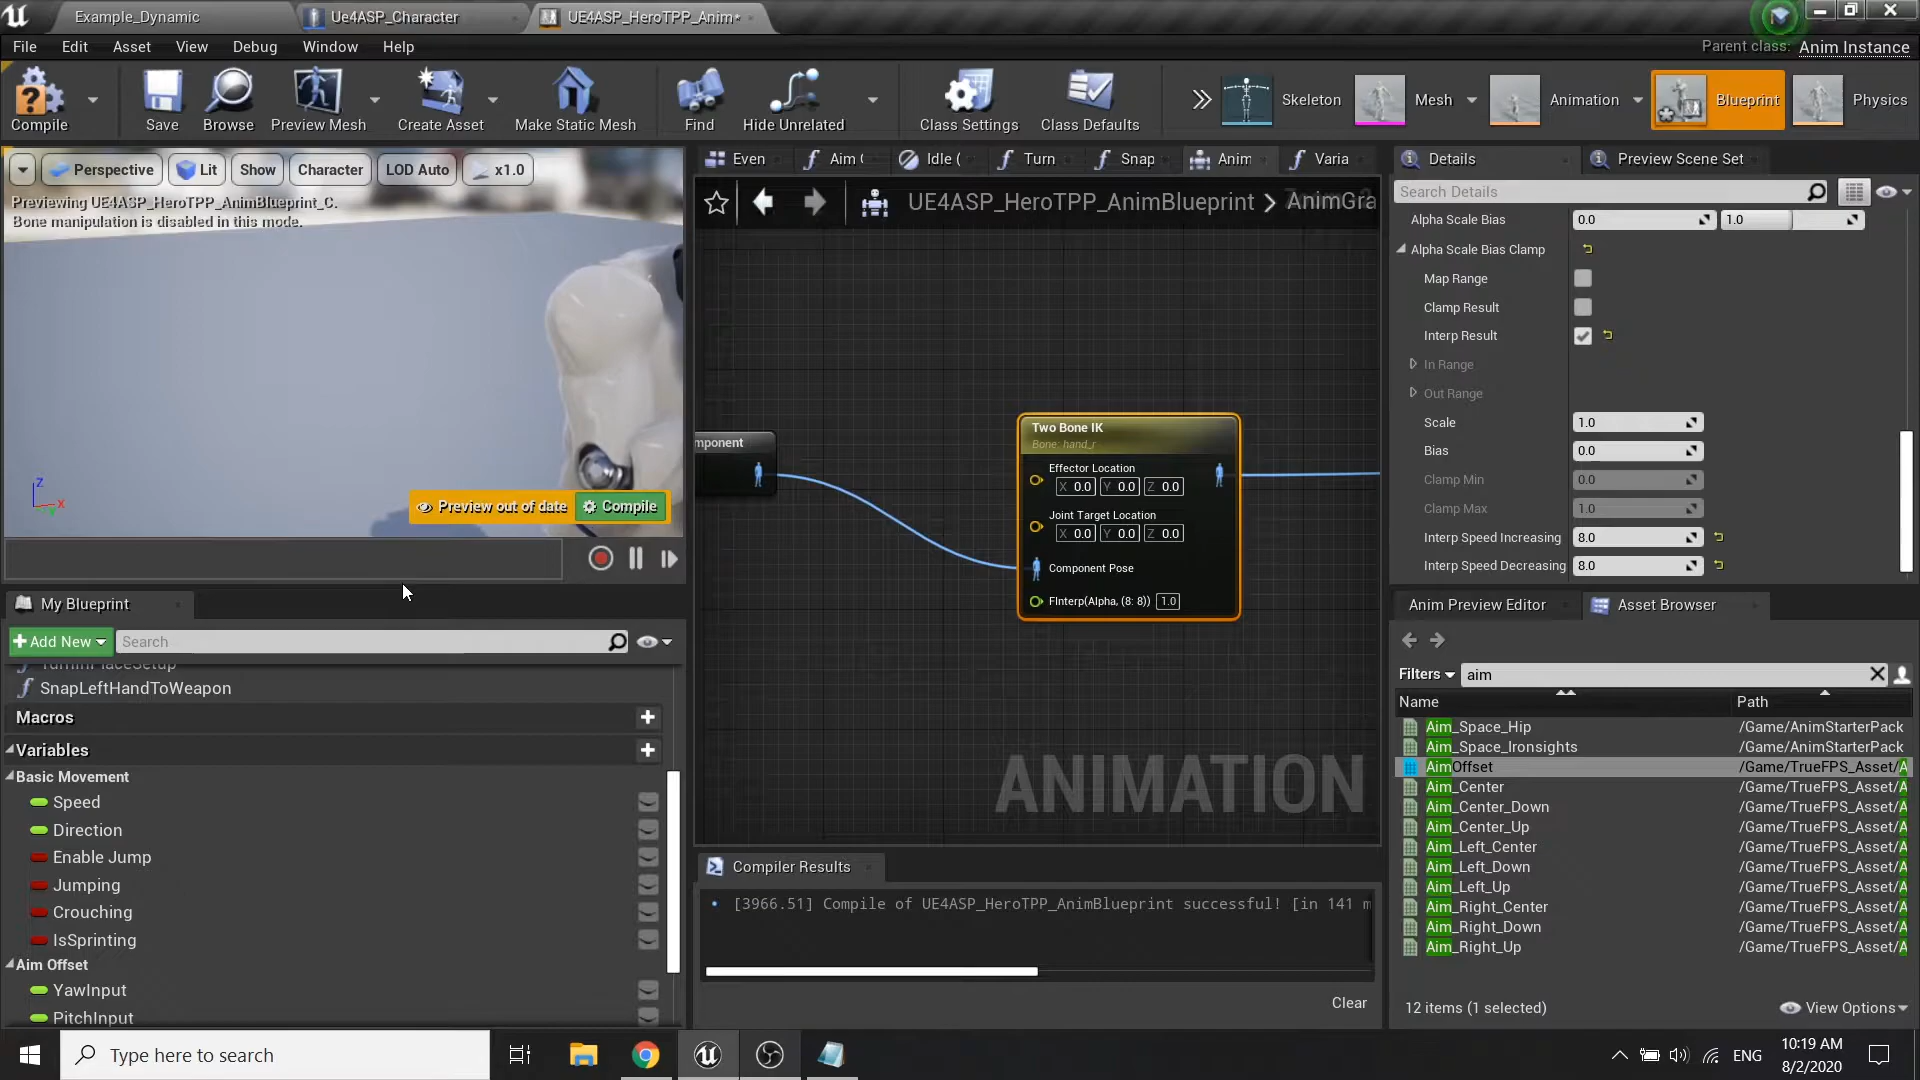 Example_Dynamic
Ue4ASP_Character
UE4ASP_HeroTPP_Anim*
File Edit Asset View Debug Window Help
Parent class: Anim Instance
Compile
Save
Browse
Preview Mesh
Create Asset
Make Static Mesh
Find
Hide Unrelated
Class Settings
Class Defaults
Skeleton
Mesh
Animation
Blueprint
Physics
Perspective
Lit
Show
Character
LOD Auto
x1.0
Previewing UE4ASP_HeroTPP_AnimBlueprint_C.
Bone manipulation is disabled in this mode.
Z
X
Preview out of date
Compile
Even
Aim (
Idle (
Turn
Snap
Anim
Varia
UE4ASP_HeroTPP_AnimBlueprint > AnimGra
mponent
Two Bone IK
Bone: hand_r
Effector Location
X 0.0 Y 0.0 Z 0.0
Joint Target Location
X 0.0 Y 0.0 Z 0.0
Component Pose
FInterp(Alpha, (8: 8)) 1.0
ANIMATION
Compiler Results
[3966.51] Compile of UE4ASP_HeroTPP_AnimBlueprint successful! [in 141 m
Clear
My Blueprint
+ Add New
Search
TurnInPlaceSetup
SnapLeftHandToWeapon
Macros
Variables
Basic Movement
Speed
Direction
Enable Jump
Jumping
Crouching
IsSprinting
Aim Offset
YawInput
PitchInput
Details
Preview Scene Set
Search Details
Alpha Scale Bias 0.0 1.0
Alpha Scale Bias Clamp
Map Range
Clamp Result
Interp Result
In Range
Out Range
Scale 1.0
Bias 0.0
Clamp Min 0.0
Clamp Max 1.0
Interp Speed Increasing 8.0
Interp Speed Decreasing 8.0
Anim Preview Editor
Asset Browser
Filters
aim
Name Path
Aim_Space_Hip /Game/AnimStarterPack
Aim_Space_Ironsights /Game/AnimStarterPack
AimOffset /Game/TrueFPS_Asset/A
Aim_Center /Game/TrueFPS_Asset/A
Aim_Center_Down /Game/TrueFPS_Asset/A
Aim_Center_Up /Game/TrueFPS_Asset/A
Aim_Left_Center /Game/TrueFPS_Asset/A
Aim_Left_Down /Game/TrueFPS_Asset/A
Aim_Left_Up /Game/TrueFPS_Asset/A
Aim_Right_Center /Game/TrueFPS_Asset/A
Aim_Right_Down /Game/TrueFPS_Asset/A
Aim_Right_Up /Game/TrueFPS_Asset/A
12 items (1 selected)
View Options
Type here to search
ENG
10:19 AM
8/2/2020